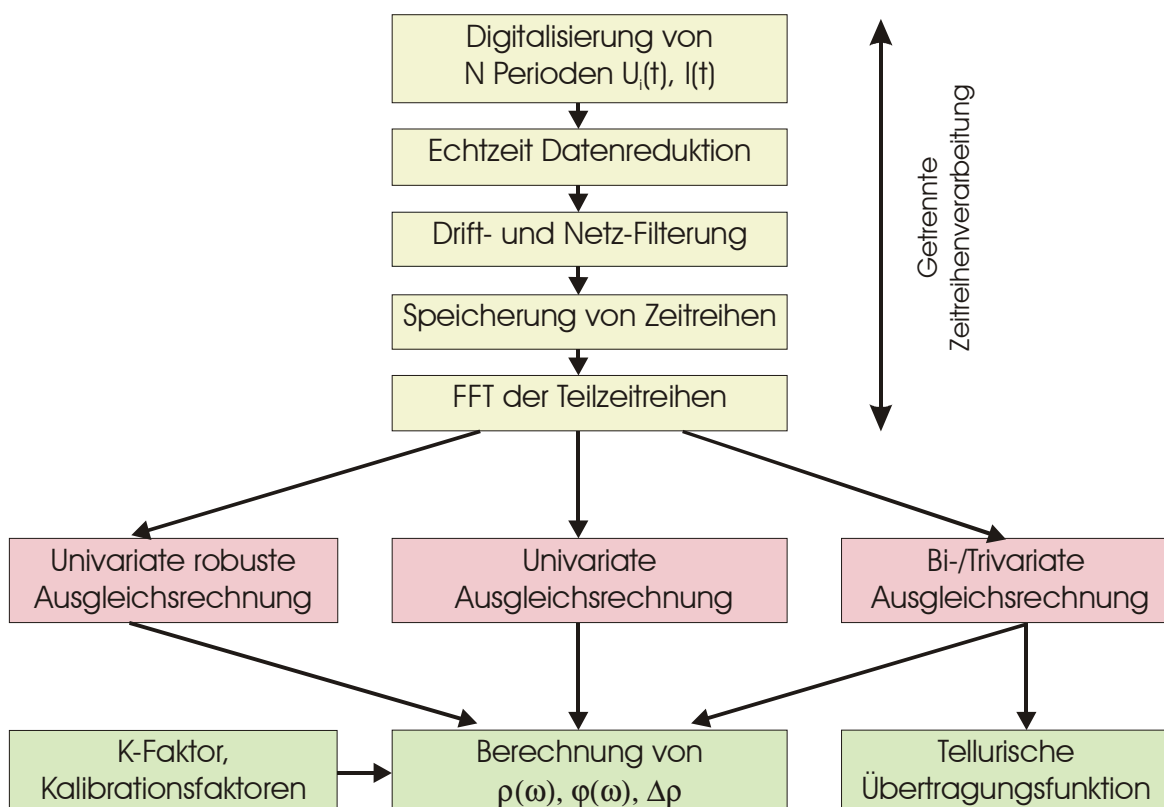 Digitalisierung von
N Perioden Uᵢ(t), I(t)
Echtzeit Datenreduktion
Drift- und Netz-Filterung
Speicherung von Zeitreihen
FFT der Teilzeitreihen
Getrennte
Zeitreihenverarbeitung
Univariate robuste
Ausgleichsrechnung
Univariate
Ausgleichsrechnung
Bi-/Trivariate
Ausgleichsrechnung
K-Faktor,
Kalibrationsfaktoren
Berechnung von
ρ(ω), φ(ω), Δρ
Tellurische
Übertragungsfunktion